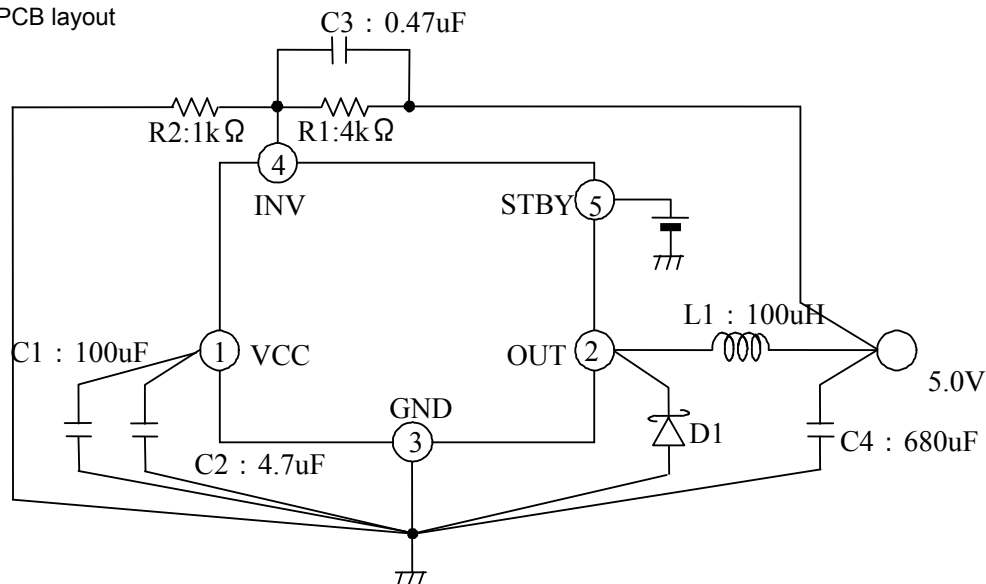 PCB layout
C3 : 0.47uF
R2:1kΩ
R1:4kΩ
4
INV
STBY
5
L1 : 100uH
C1 : 100uF
1
VCC
OUT
2
5.0V
GND
3
D1
C4 : 680uF
C2 : 4.7uF